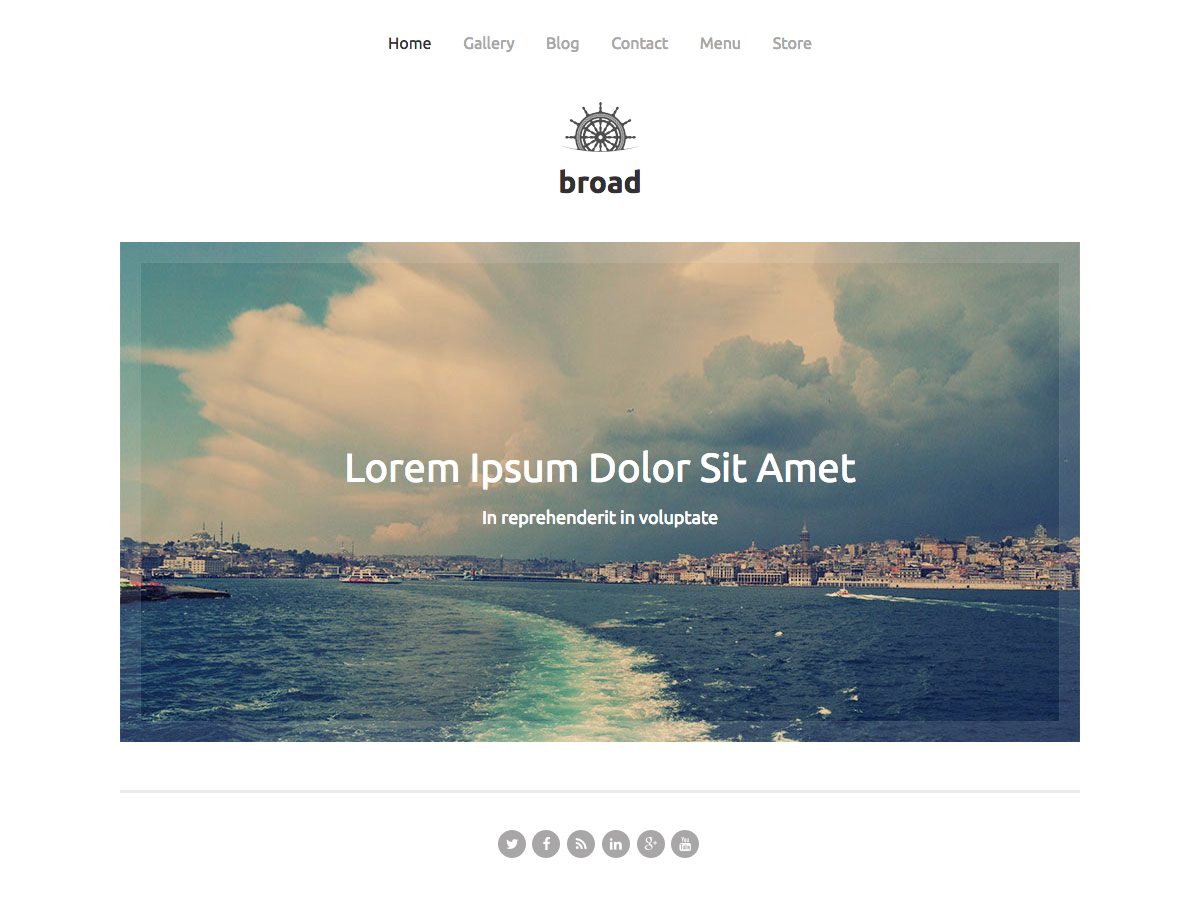 Home Gallery Blog Contact Menu Store
broad
Lorem Ipsum Dolor Sit Amet
In reprehenderit in voluptate